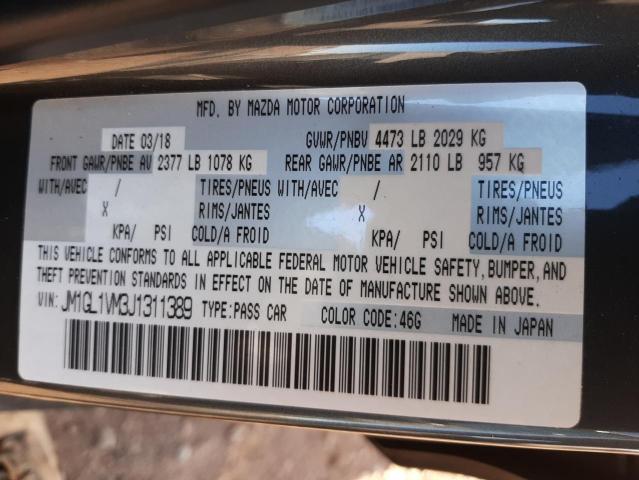 MFD. BY MAZDA MOTOR CORPORATION
DATE 03/18 GVWR/PNBV 4473 LB 2029 KG
FRONT GAWR/PNBE AV 2377 LB 1078 KG REAR GAWR/PNBE AR 2110 LB 957 KG
WITH/AVEC / TIRES/PNEUS WITH/AVEC / TIRES/PNEUS
X RIMS/JANTES X RIMS/JANTES
KPA/ PSI COLD/A FROID KPA/ PSI COLD/A FROID
THIS VEHICLE CONFORMS TO ALL APPLICABLE FEDERAL MOTOR VEHICLE SAFETY, BUMPER, AND
THEFT PREVENTION STANDARDS IN EFFECT ON THE DATE OF MANUFACTURE SHOWN ABOVE.
VIN: JM1GL1VM3J1311389 TYPE:PASS CAR COLOR CODE:46G MADE IN JAPAN